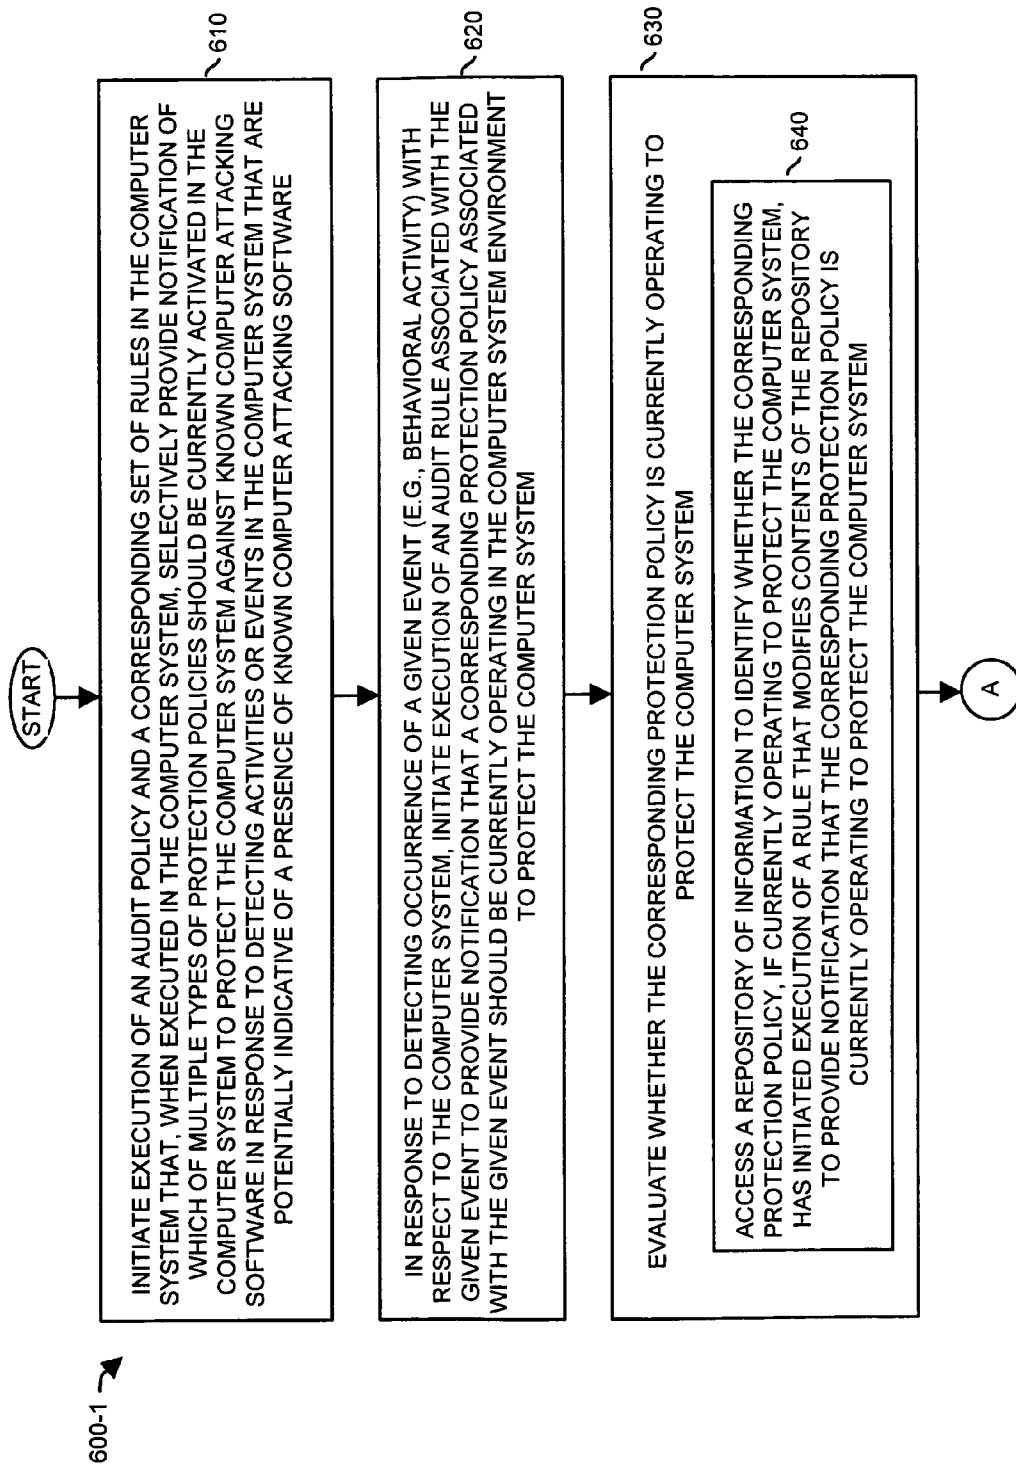 600-1
START
INITIATE EXECUTION OF AN AUDIT POLICY AND A CORRESPONDING SET OF RULES IN THE COMPUTER
SYSTEM THAT, WHEN EXECUTED IN THE COMPUTER SYSTEM, SELECTIVELY PROVIDE NOTIFICATION OF
WHICH OF MULTIPLE TYPES OF PROTECTION POLICIES SHOULD BE CURRENTLY ACTIVATED IN THE
COMPUTER SYSTEM TO PROTECT THE COMPUTER SYSTEM AGAINST KNOWN COMPUTER ATTACKING
SOFTWARE IN RESPONSE TO DETECTING ACTIVITIES OR EVENTS IN THE COMPUTER SYSTEM THAT ARE
POTENTIALLY INDICATIVE OF A PRESENCE OF KNOWN COMPUTER ATTACKING SOFTWARE
610
IN RESPONSE TO DETECTING OCCURRENCE OF A GIVEN EVENT (E.G., BEHAVIORAL ACTIVITY) WITH
RESPECT TO THE COMPUTER SYSTEM, INITIATE EXECUTION OF AN AUDIT RULE ASSOCIATED WITH THE
GIVEN EVENT TO PROVIDE NOTIFICATION THAT A CORRESPONDING PROTECTION POLICY ASSOCIATED
WITH THE GIVEN EVENT SHOULD BE CURRENTLY OPERATING IN THE COMPUTER SYSTEM ENVIRONMENT
TO PROTECT THE COMPUTER SYSTEM
620
EVALUATE WHETHER THE CORRESPONDING PROTECTION POLICY IS CURRENTLY OPERATING TO
PROTECT THE COMPUTER SYSTEM
630
ACCESS A REPOSITORY OF INFORMATION TO IDENTIFY WHETHER THE CORRESPONDING
PROTECTION POLICY, IF CURRENTLY OPERATING TO PROTECT THE COMPUTER SYSTEM,
HAS INITIATED EXECUTION OF A RULE THAT MODIFIES CONTENTS OF THE REPOSITORY
TO PROVIDE NOTIFICATION THAT THE CORRESPONDING PROTECTION POLICY IS
CURRENTLY OPERATING TO PROTECT THE COMPUTER SYSTEM
640
A